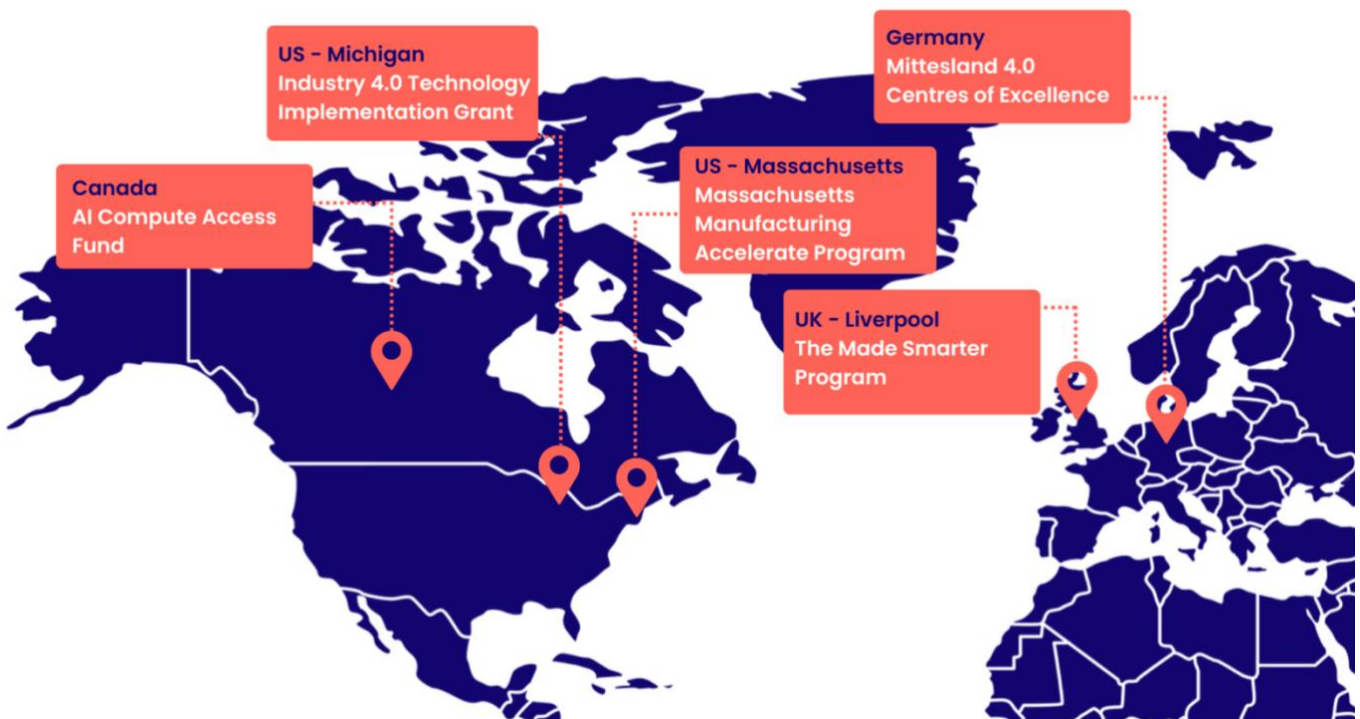 US - Michigan
Industry 4.0 Technology
Implementation Grant
Germany
Mittesland 4.0
Centres of Excellence
Canada
AI Compute Access
Fund
US - Massachusetts
Massachusetts
Manufacturing
Accelerate Program
UK - Liverpool
The Made Smarter
Program